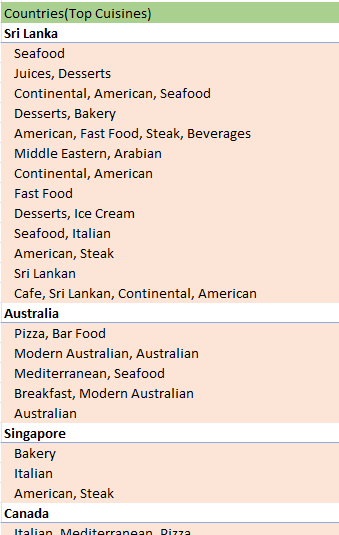 Countries(Top Cuisines)
Sri Lanka
Seafood
Juices, Desserts
Continental, American, Seafood
Desserts, Bakery
American, Fast Food, Steak, Beverages
Middle Eastern, Arabian
Continental, American
Fast Food
Desserts, Ice Cream
Seafood, Italian
American, Steak
Sri Lankan
Cafe, Sri Lankan, Continental, American
Australia
Pizza, Bar Food
Modern Australian, Australian
Mediterranean, Seafood
Breakfast, Modern Australian
Australian
Singapore
Bakery
Italian
American, Steak
Canada
Italian, Mediterranean, Pizza